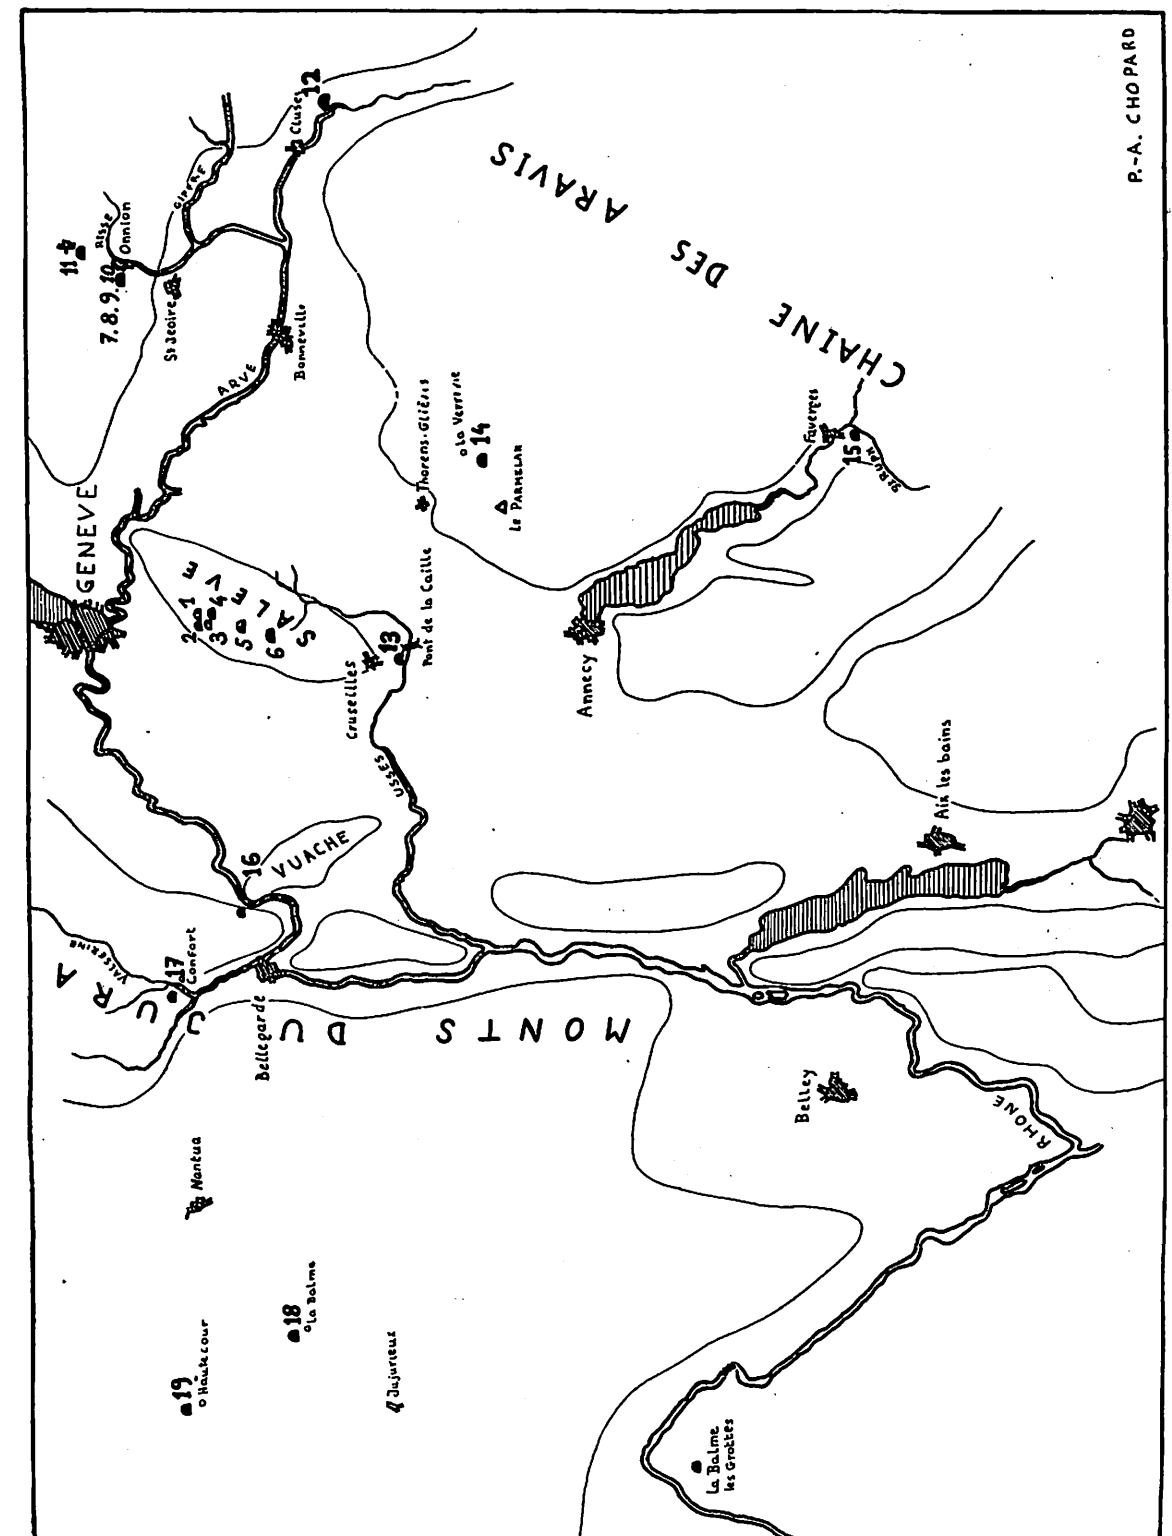 P.-A. CHOPARD
12
Cluses
GIFFRE
RISSE
Onnion
11
7.8.9.10
St Jeoire
Bonneville
ARVE
CHAINE DES ARAVIS
Thorens-Glières
14
Le PARMELAN
Faverges
15
St RUPH
GENEVE
SALEVE
1
2
4
3
5
6
13
Pont de la Caille
Cruseilles
Annecy
USSES
Aix les bains
16
VUACHE
VALSERINE
17
Confort
Bellegarde
MONTS DU JURA
Belley
RHONE
Nantua
18
La Balme
19
Hautecour
Jujurieux
La Balme
les Grottes